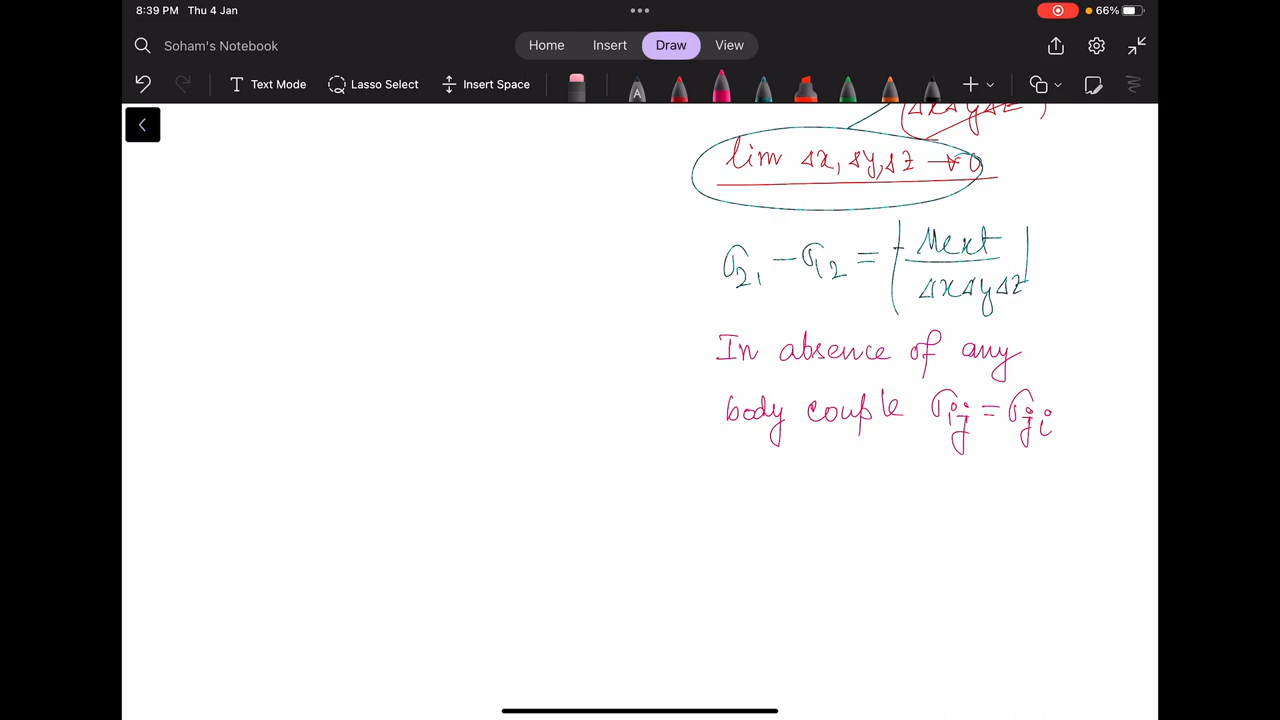 8:39 PM Thu 4 Jan
66%
Soham's Notebook
Home Insert Draw View
Text Mode Lasso Select Insert Space
A
(ΔxΔyΔz)
lim Δx, Δy, Δz → 0
σ₂₁ − σ₁₂ = | Mext / ΔxΔyΔz |
In absence of any
body couple σij = σji